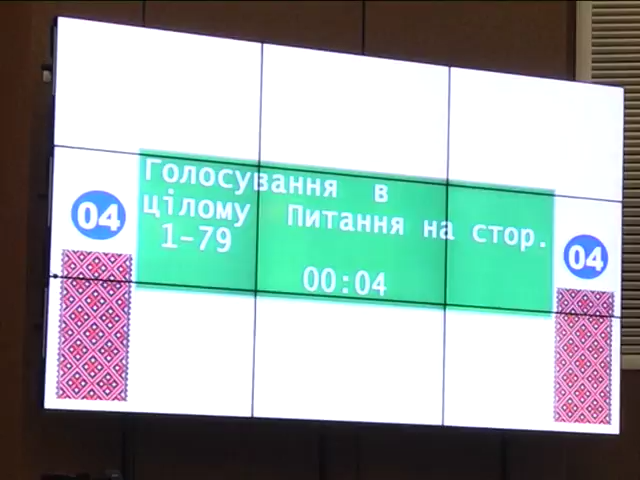 Голосування в
цілому Питання на стор.
1-79
00:04
04
04